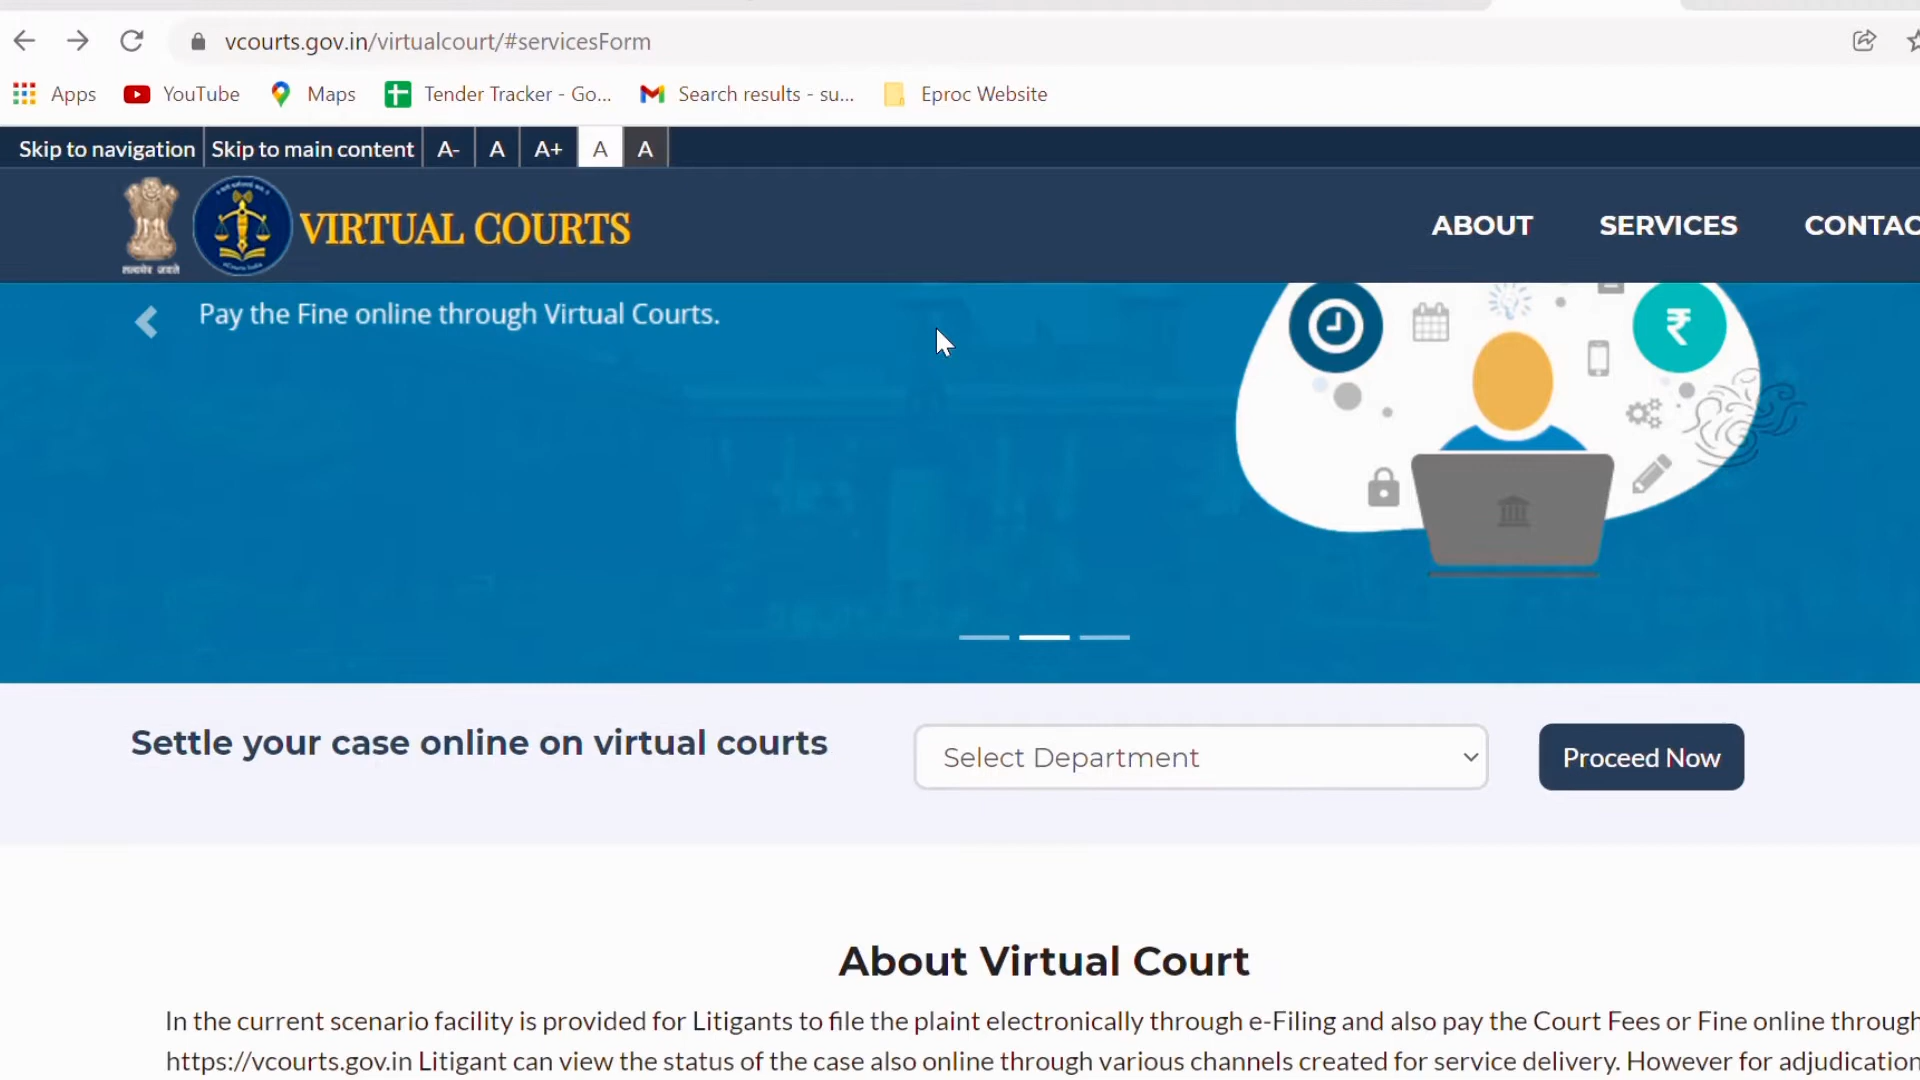 vcourts.gov.in/virtualcourt/#servicesForm
Apps YouTube Maps Tender Tracker - Go... Search results - su... Eproc Website
Skip to navigation Skip to main content A- A A+ A A
सत्यमेव जयते
VIRTUAL COURTS
ABOUT SERVICES CONTAC
Pay the Fine online through Virtual Courts.
Settle your case online on virtual courts
Select Department
Proceed Now
About Virtual Court
In the current scenario facility is provided for Litigants to file the plaint electronically through e-Filing and also pay the Court Fees or Fine online through
https://vcourts.gov.in Litigant can view the status of the case also online through various channels created for service delivery. However for adjudication